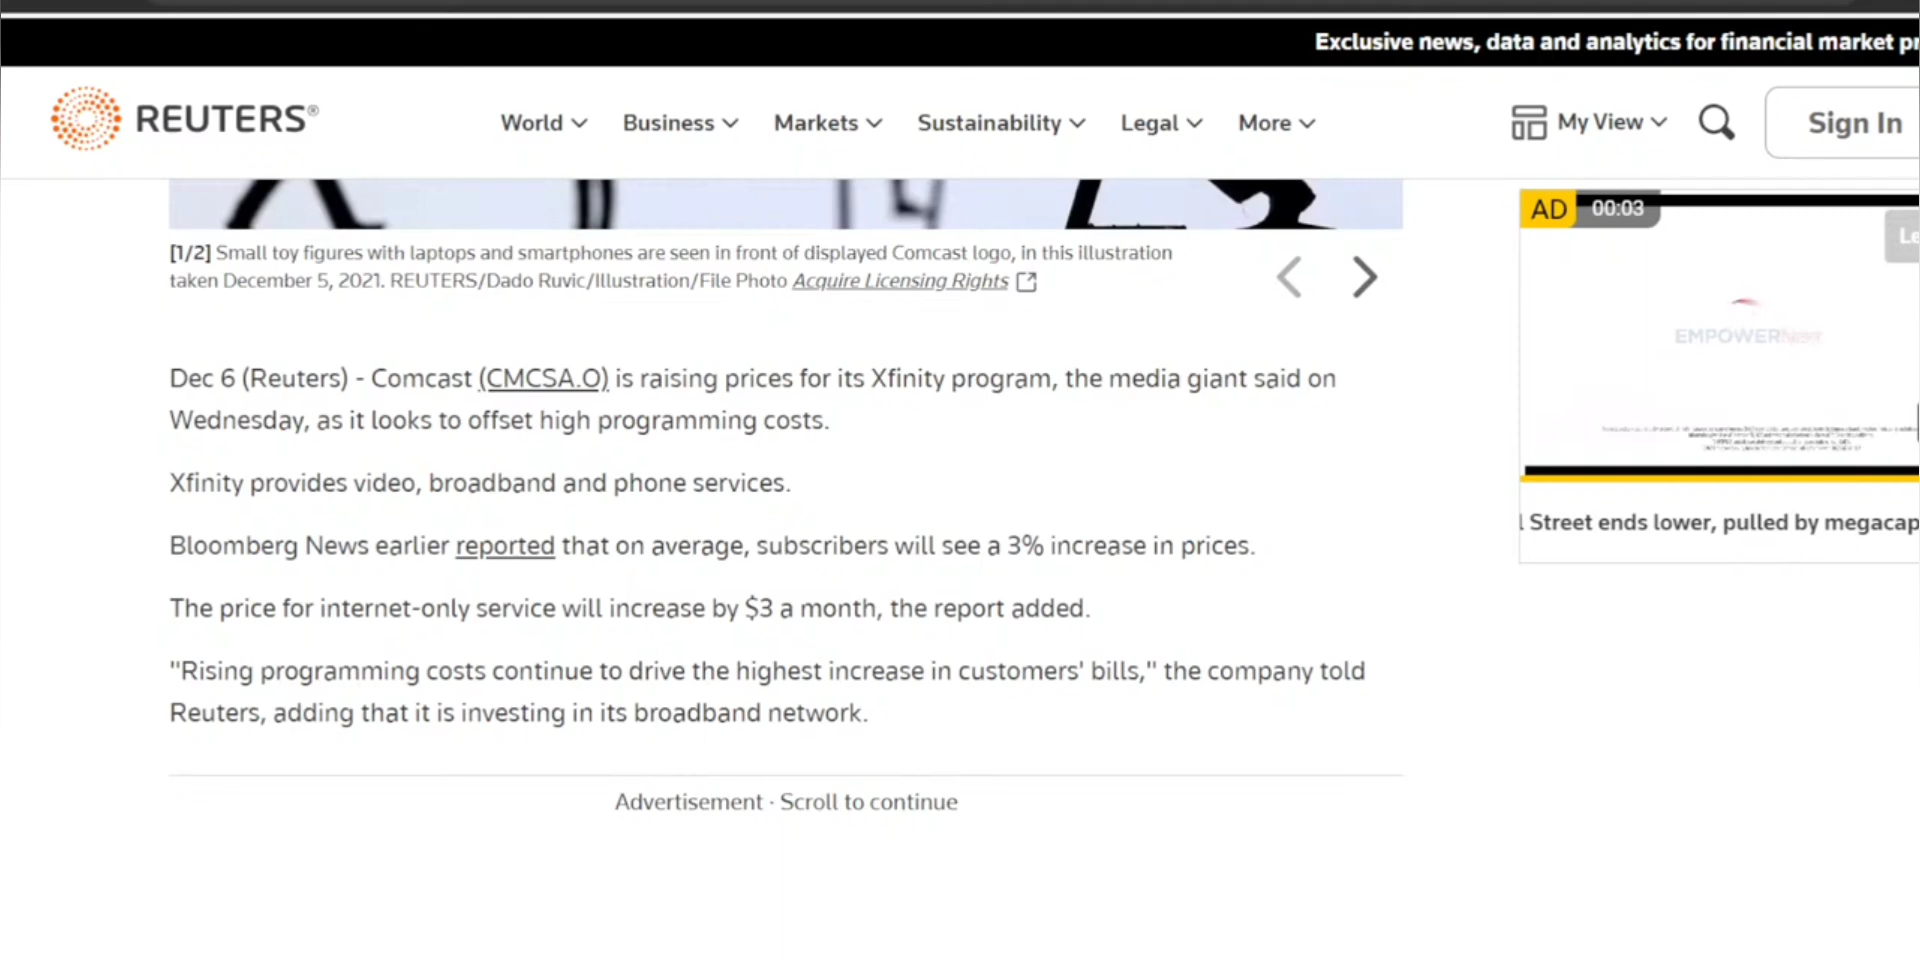 Exclusive news, data and analytics for financial market
REUTERS®
World Business Markets Sustainability Legal More
My View
Sign In
[1/2] Small toy figures with laptops and smartphones are seen in front of displayed Comcast logo, in this illustration
taken December 5, 2021. REUTERS/Dado Ruvic/Illustration/File Photo Acquire Licensing Rights
AD 00:03
EMPOWER
Dec 6 (Reuters) - Comcast (CMCSA.O) is raising prices for its Xfinity program, the media giant said on
Wednesday, as it looks to offset high programming costs.
Xfinity provides video, broadband and phone services.
Bloomberg News earlier reported that on average, subscribers will see a 3% increase in prices.
Street ends lower, pulled by megacap
The price for internet-only service will increase by $3 a month, the report added.
"Rising programming costs continue to drive the highest increase in customers' bills," the company told
Reuters, adding that it is investing in its broadband network.
Advertisement · Scroll to continue